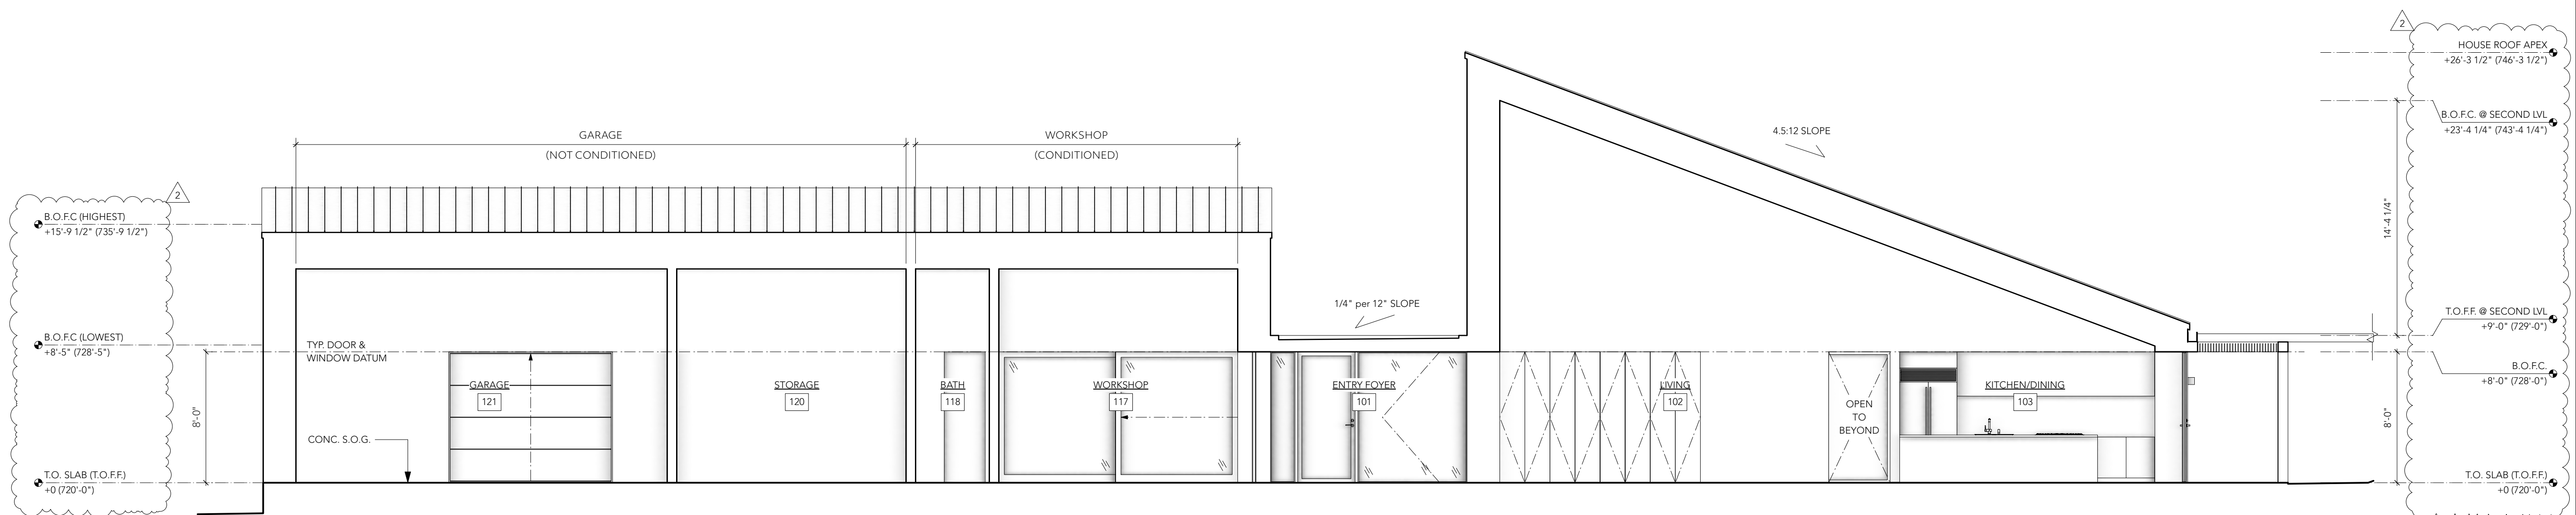 2
B.O.F.C (HIGHEST)
+15'-9 1/2" (735'-9 1/2")
B.O.F.C (LOWEST)
+8'-5" (728'-5")
T.O. SLAB (T.O.F.F.)
+0 (720'-0")
8'-0"
GARAGE
(NOT CONDITIONED)
WORKSHOP
(CONDITIONED)
TYP. DOOR &
WINDOW DATUM
CONC. S.O.G.
GARAGE
121
STORAGE
120
BATH
118
WORKSHOP
117
1/4" per 12" SLOPE
ENTRY FOYER
101
4.5:12 SLOPE
LIVING
102
OPEN
TO
BEYOND
KITCHEN/DINING
103
14'-4 1/4"
8'-0"
2
HOUSE ROOF APEX
+26'-3 1/2" (746'-3 1/2")
B.O.F.C. @ SECOND LVL
+23'-4 1/4" (743'-4 1/4")
T.O.F.F. @ SECOND LVL
+9'-0" (729'-0")
B.O.F.C.
+8'-0" (728'-0")
T.O. SLAB (T.O.F.F.)
+0 (720'-0")